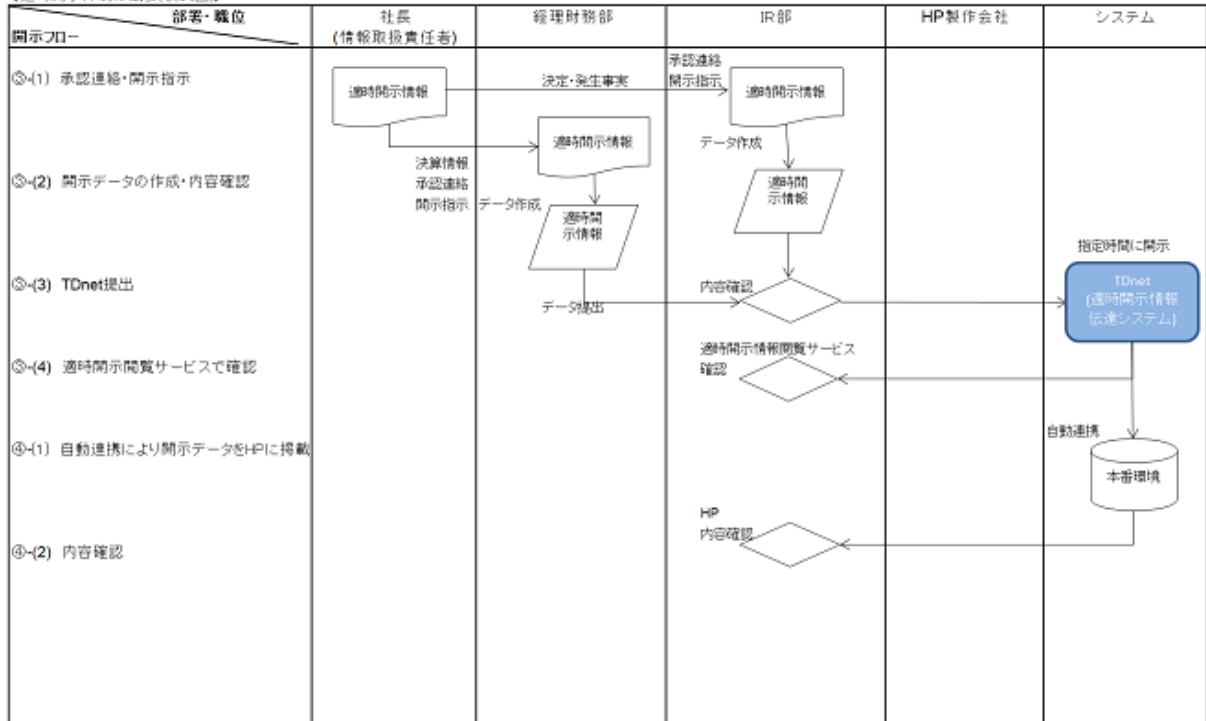 部署・職位
開示フロー
社長
(情報取扱責任者)
経理財務部
IR部
HP製作会社
システム
③-(1) 承認連絡・開示指示
適時開示情報
決定・発生事実
承認連絡
開示指示
適時開示情報
適時開示情報
データ作成
決算情報
承認連絡
開示指示
③-(2) 開示データの作成・内容確認
データ作成
適時開
示情報
適時開
示情報
指定時間に開示
③-(3) TDnet提出
データ提出
内容確認
TDnet
(適時開示情報
伝達システム)
③-(4) 適時開示閲覧サービスで確認
適時開示情報閲覧サービス
確認
自動連携
④-(1) 自動連携により開示データをHPに掲載
本番環境
HP
内容確認
④-(2) 内容確認